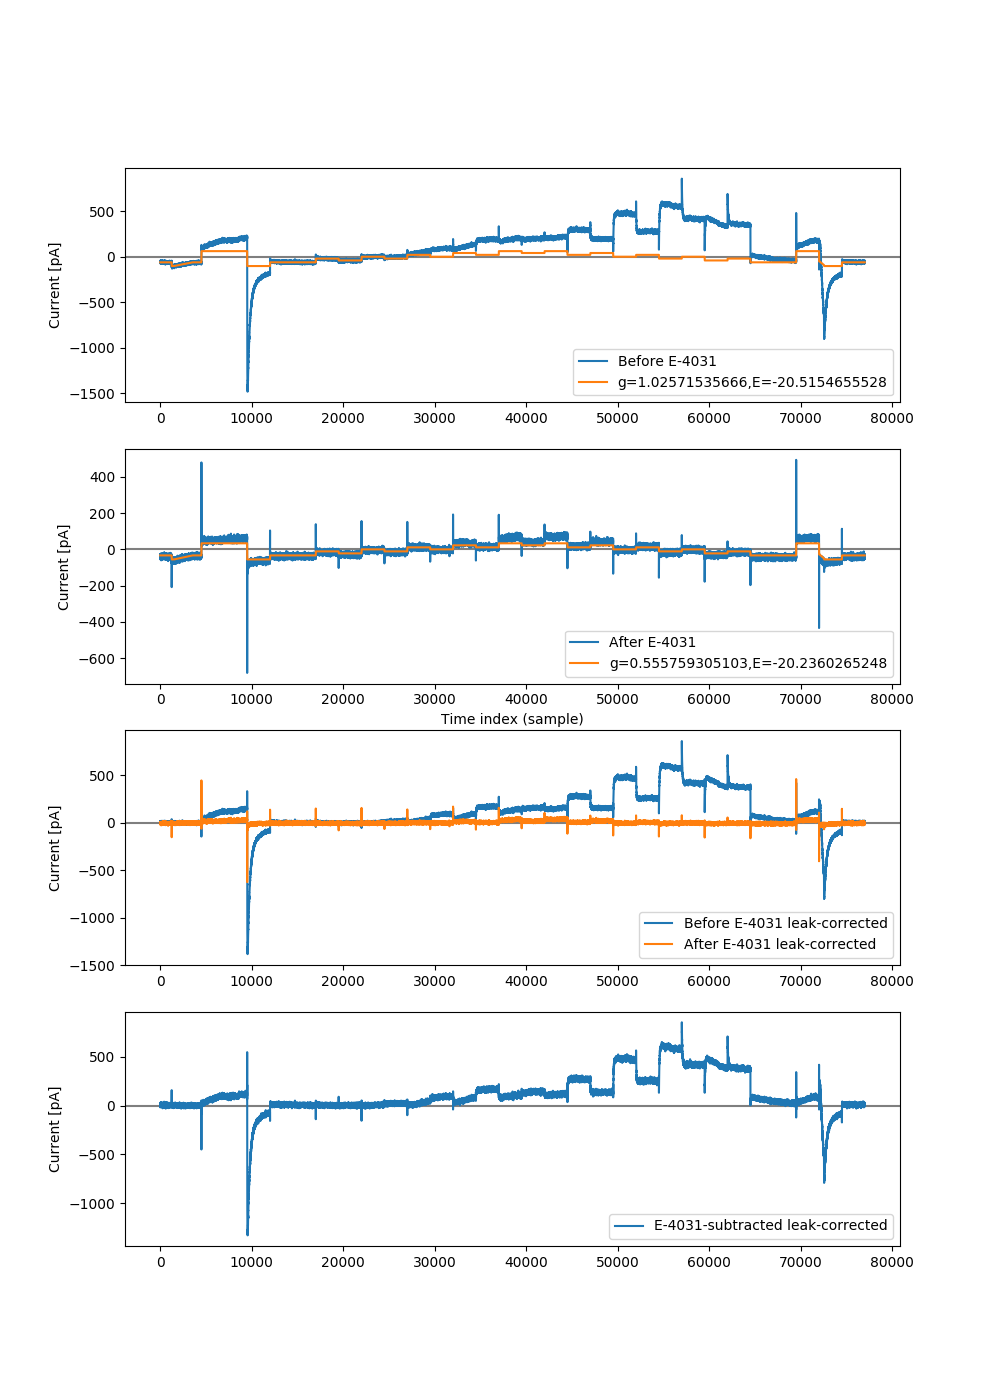 500
0
−500
−1000
−1500
Current [pA]
Before E-4031
g=1.02571535666,E=-20.5154655528
0 10000 20000 30000 40000 50000 60000 70000 80000
400
200
0
−200
−400
−600
Current [pA]
After E-4031
g=0.555759305103,E=-20.2360265248
0 10000 20000 30000 40000 50000 60000 70000 80000
Time index (sample)
500
0
−500
−1000
−1500
Current [pA]
Before E-4031 leak-corrected
After E-4031 leak-corrected
0 10000 20000 30000 40000 50000 60000 70000 80000
500
0
−500
−1000
Current [pA]
E-4031-subtracted leak-corrected
0 10000 20000 30000 40000 50000 60000 70000 80000